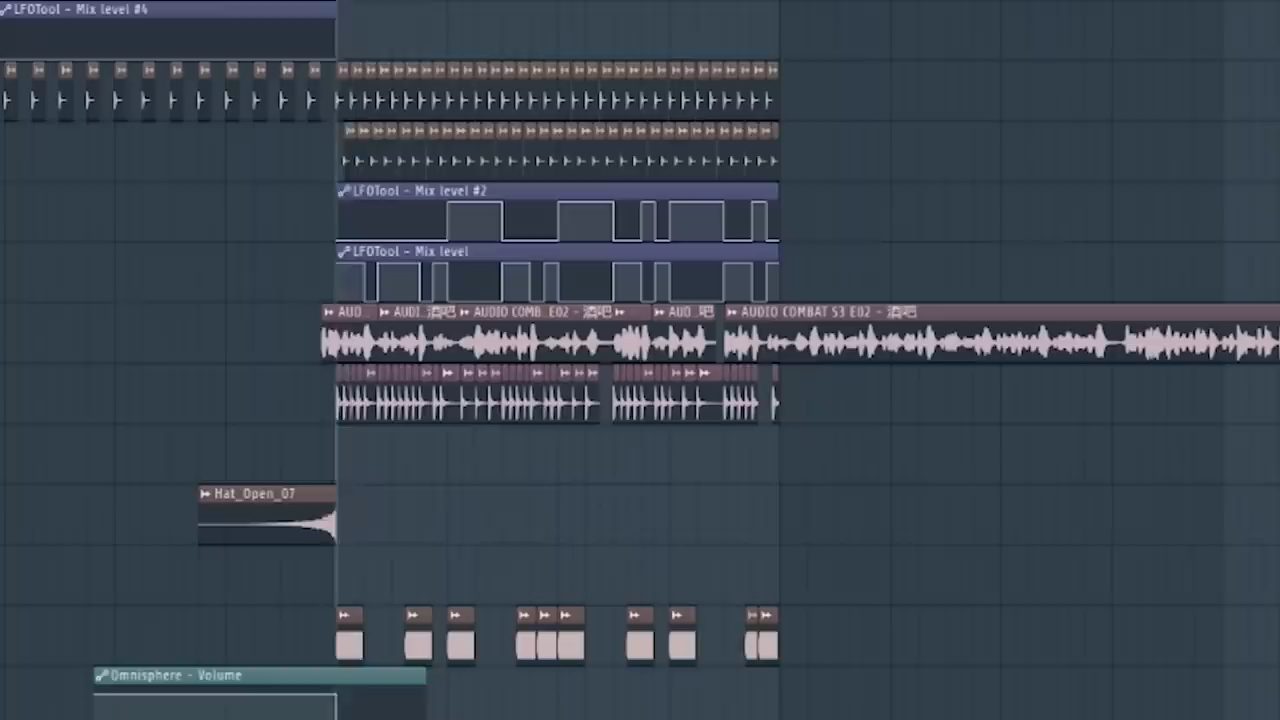 LFOTool - Mix level #4
LFOTool - Mix level #2
LFOTool - Mix level
AUD AUDI 酒吧 AUDIO COMB E02 - 酒吧 AUD 吧 AUDIO COMBAT S3 E02 - 酒吧
Hat_Open_07
Omnisphere - Volume